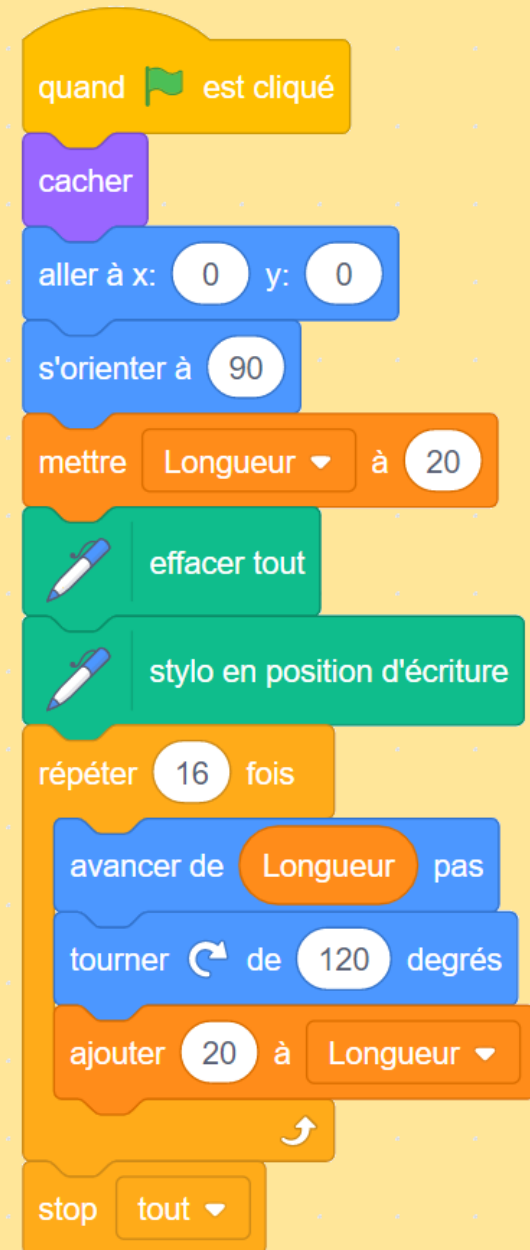 quand est cliqué
cacher
aller à x: 0 y: 0
s'orienter à 90
mettre Longueur à 20
effacer tout
stylo en position d'écriture
répéter 16 fois
avancer de Longueur pas
tourner de 120 degrés
ajouter 20 à Longueur
stop tout